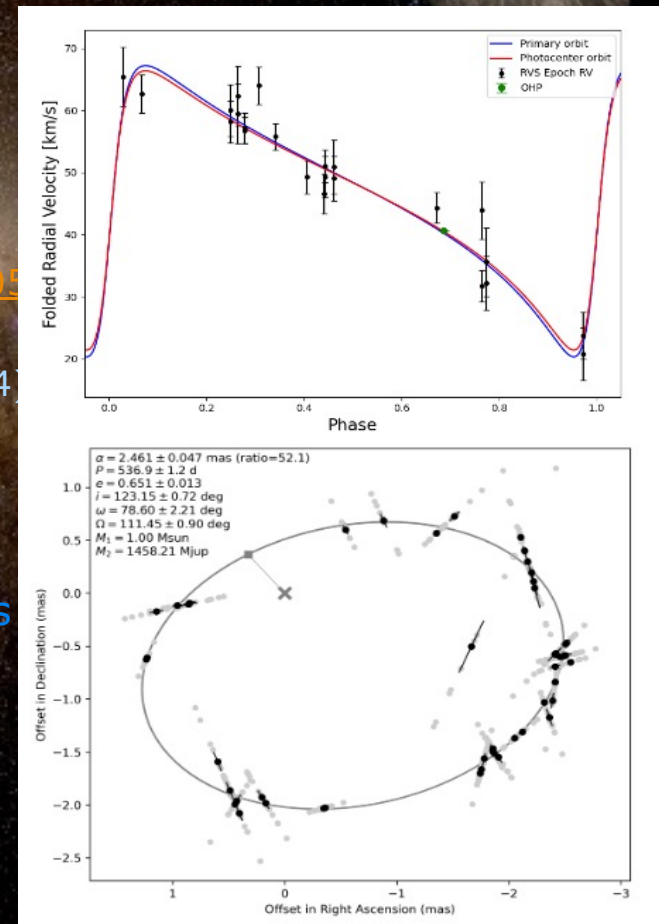 70
60
50
40
30
20
Folded Radial Velocity [km/s]
Primary orbit
Photocenter orbit
RVS Epoch RV
OHP
0.0 0.2 0.4 0.6 0.8 1.0
Phase
α = 2.461 ± 0.047 mas (ratio=52.1)
P = 536.9 ± 1.2 d
e = 0.651 ± 0.013
i = 123.15 ± 0.72 deg
ω = 78.60 ± 2.21 deg
Ω = 111.45 ± 0.90 deg
M₁ = 1.00 Msun
M₂ = 1458.21 Mjup
1.0
0.5
0.0
−0.5
−1.0
−1.5
−2.0
−2.5
Offset in Declination (mas)
1 0 −1 −2 −3
Offset in Right Ascension (mas)
4)
s